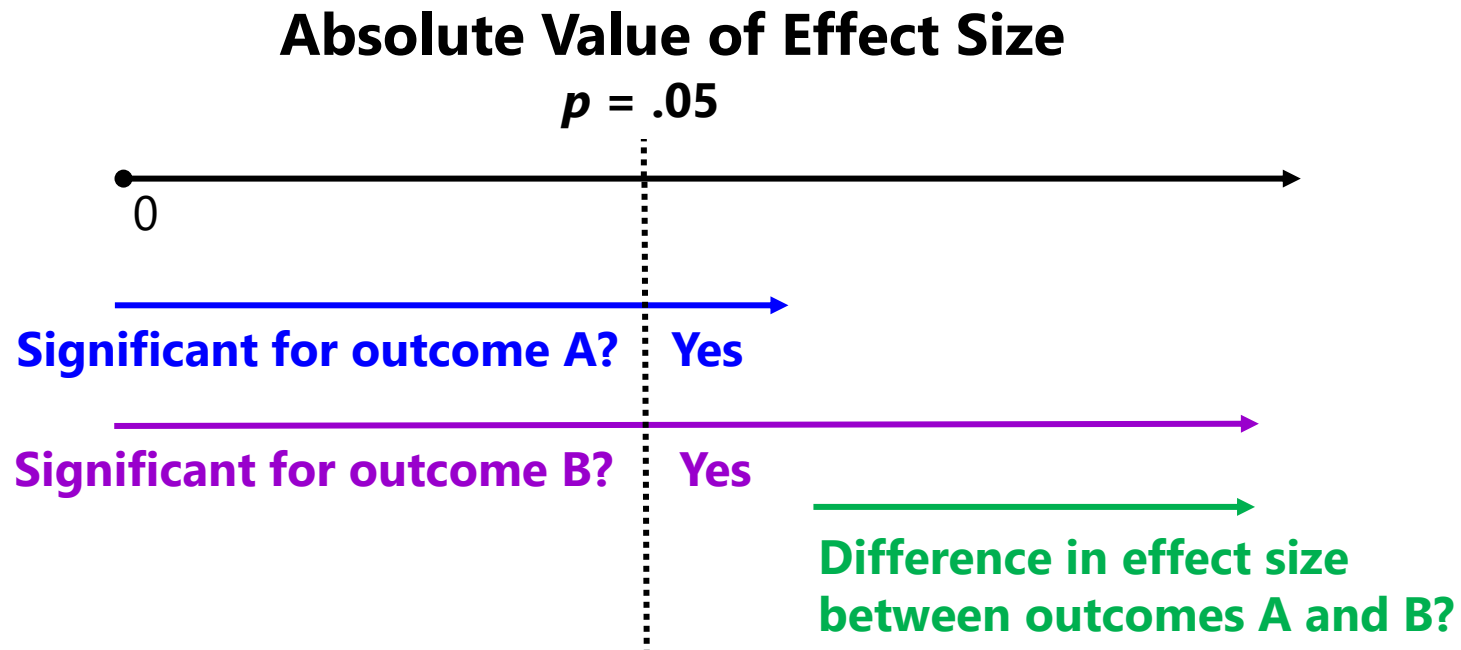 Absolute Value of Effect Size
p = .05
0
Significant for outcome A? Yes
Significant for outcome B? Yes
Difference in effect size
between outcomes A and B?